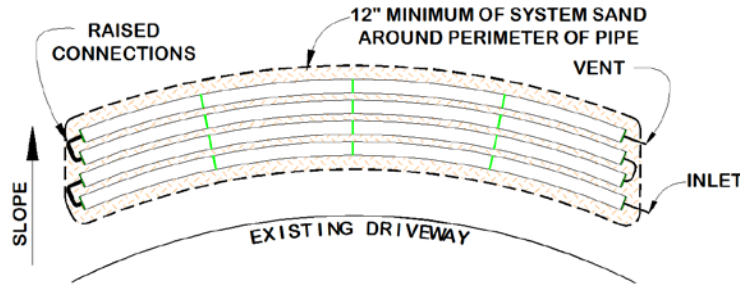 RAISED
CONNECTIONS
12" MINIMUM OF SYSTEM SAND
AROUND PERIMETER OF PIPE
VENT
INLET
SLOPE
EXISTING DRIVEWAY